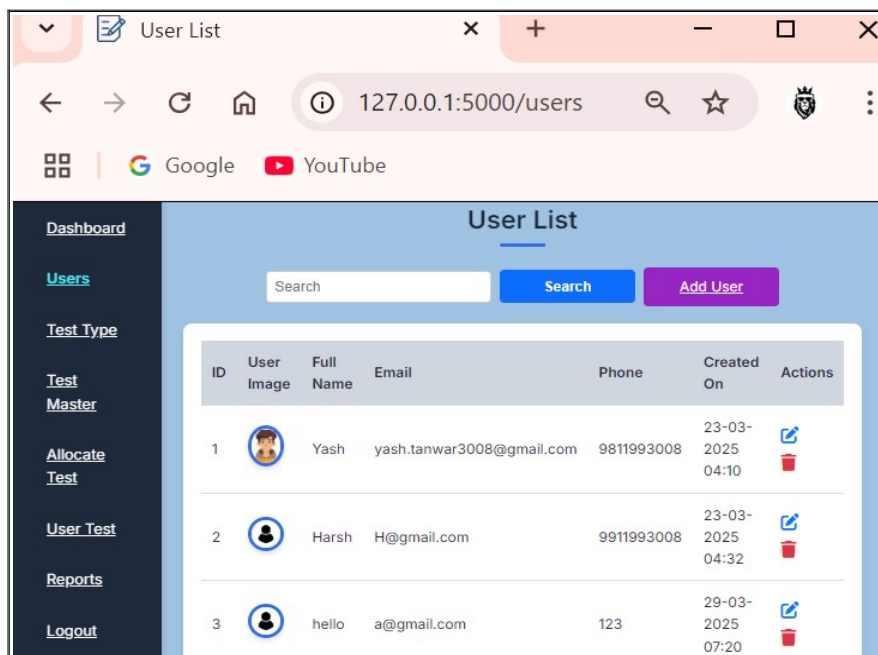 User List
127.0.0.1:5000/users
Google YouTube
User List
Dashboard
Users
Test Type
Test
Master
Allocate
Test
User Test
Reports
Logout
Search Search Add User
ID User Image Full Name Email Phone Created On Actions
1 Yash yash.tanwar3008@gmail.com 9811993008 23-03-2025 04:10
2 Harsh H@gmail.com 9911993008 23-03-2025 04:32
3 hello a@gmail.com 123 29-03-2025 07:20